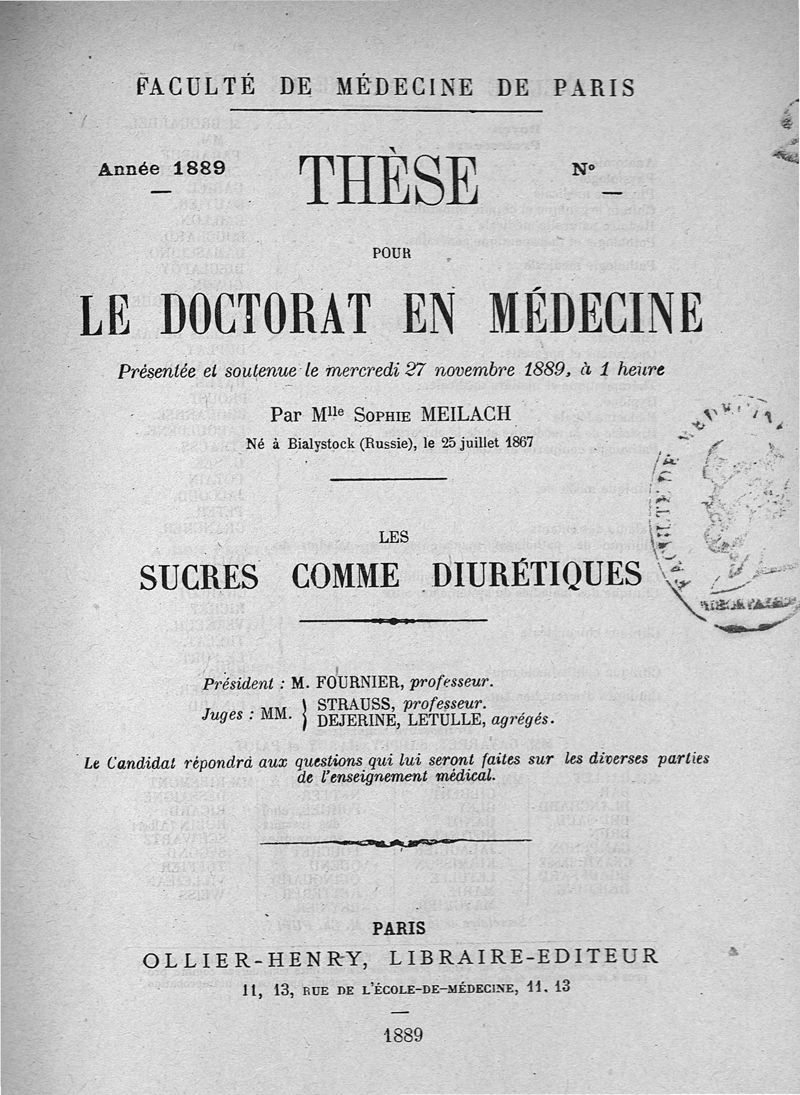 FACULTÉ DE MÉDECINE DE PARIS
Année 1889
THÈSE
N°
POUR
LE DOCTORAT EN MÉDECINE
Présentée et soutenue le mercredi 27 novembre 1889, à 1 heure
Par Mlle SOPHIE MEILACH
Né à Bialystock (Russie), le 25 juillet 1867
LES
SUCRES COMME DIURÉTIQUES
FACULTE DE MEDECINE
Président : M. FOURNIER, professeur.
Juges : MM. } STRAUSS, professeur.
DEJERINE, LETULLE, agrégés.
Le Candidat répondra aux questions qui lui seront faites sur les diverses parties
de l'enseignement médical.
PARIS
OLLIER-HENRY, LIBRAIRE-EDITEUR
11, 13, RUE DE L'ÉCOLE-DE-MÉDECINE, 11. 13
1889